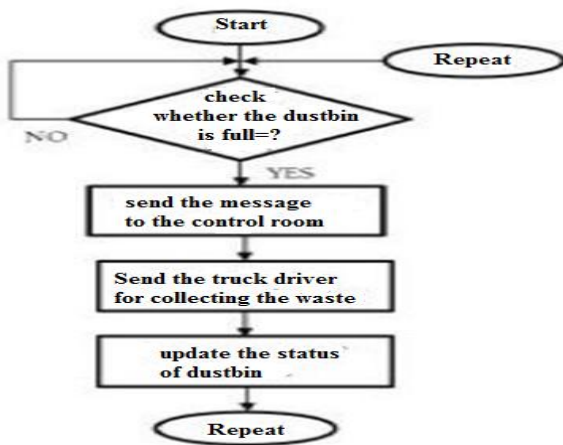 Start
Repeat
check
whether the dustbin
is full=?
NO
YES
send the message
to the control room
Send the truck driver
for collecting the waste
update the status
of dustbin
Repeat